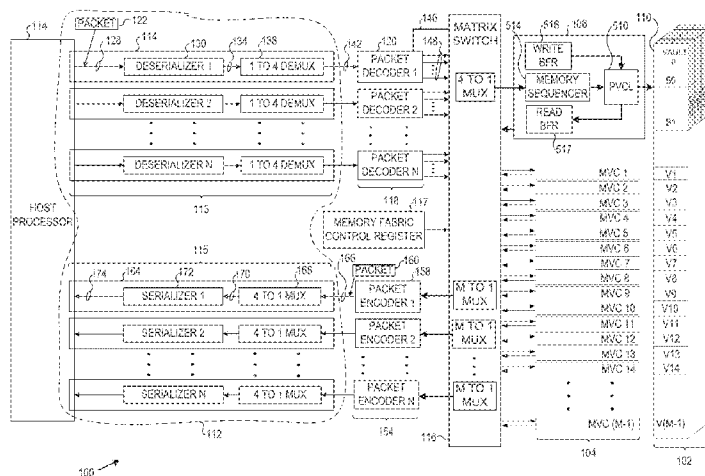 114
PACKET
122
128
114
130
134
138
DESERIALIZER 1
1 TO 4 DEMUX
142
120
PACKET DECODER 1
140
148
MATRIX SWITCH
4 TO 1 MUX
514
516
108
510
110
WRITE BFR
MEMORY SEQUENCER
PVCL
READ BFR
517
VAULT
DESERIALIZER 2
1 TO 4 DEMUX
PACKET DECODER 2
DESERIALIZER N
1 TO 4 DEMUX
PACKET DECODER N
113
118
HOST PROCESSOR
117
MEMORY FABRIC CONTROL REGISTER
115
174
164
172
170
168
166
PACKET
160
158
SERIALIZER 1
4 TO 1 MUX
PACKET ENCODER 1
M TO 1 MUX
SERIALIZER 2
4 TO 1 MUX
PACKET ENCODER 2
M TO 1 MUX
SERIALIZER N
4 TO 1 MUX
PACKET ENCODER N
M TO 1 MUX
112
154
116
100
MVC 1 V1
MVC 2 V2
MVC 3 V3
MVC 4 V4
MVC 5 V5
MVC 6 V6
MVC 7 V7
MVC 8 V8
MVC 9 V9
MVC 10 V10
MVC 11 V11
MVC 12 V12
MVC 13 V13
MVC 14 V14
MVC (M-1) V(M-1)
104
102